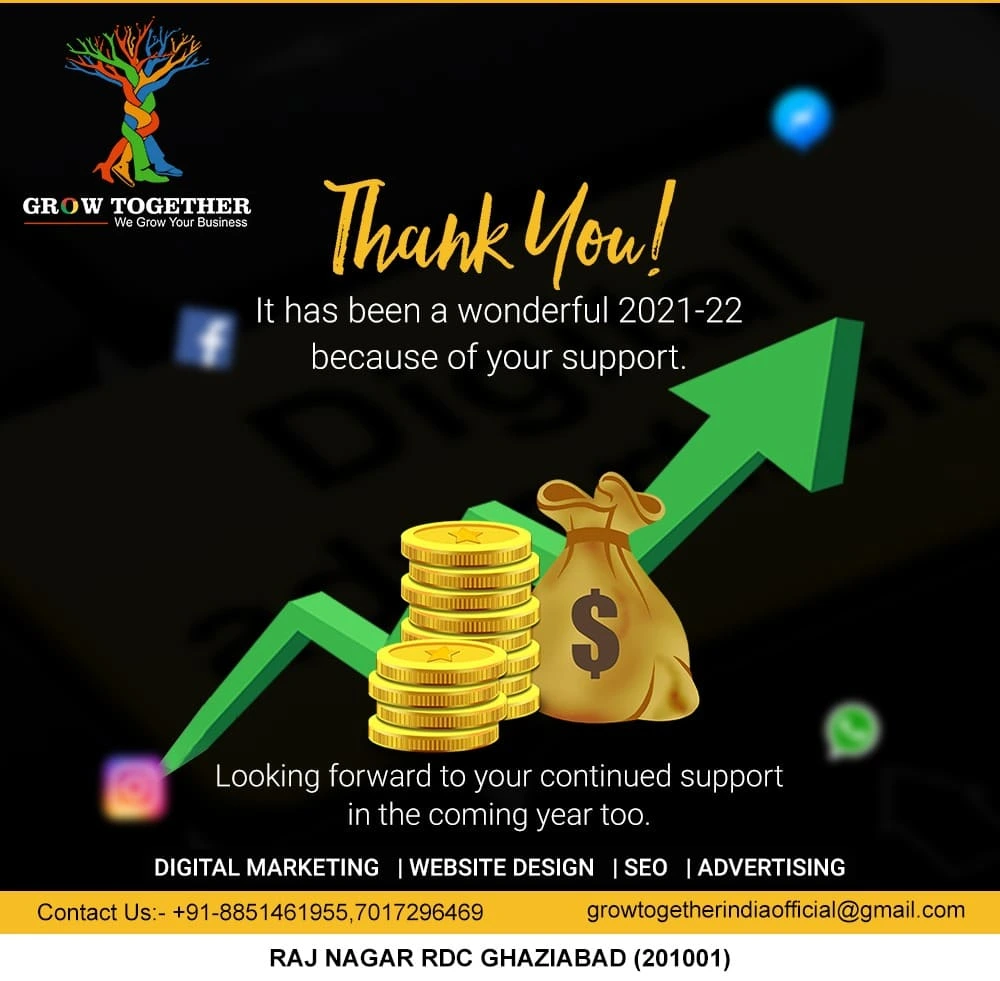 GROW TOGETHER
We Grow Your Business
Thank You!
It has been a wonderful 2021-22
because of your support.
Digital
$
Looking forward to your continued support
in the coming year too.
DIGITAL MARKETING | WEBSITE DESIGN | SEO | ADVERTISING
Contact Us:- +91-8851461955,7017296469
growtogetherindiaofficial@gmail.com
RAJ NAGAR RDC GHAZIABAD (201001)